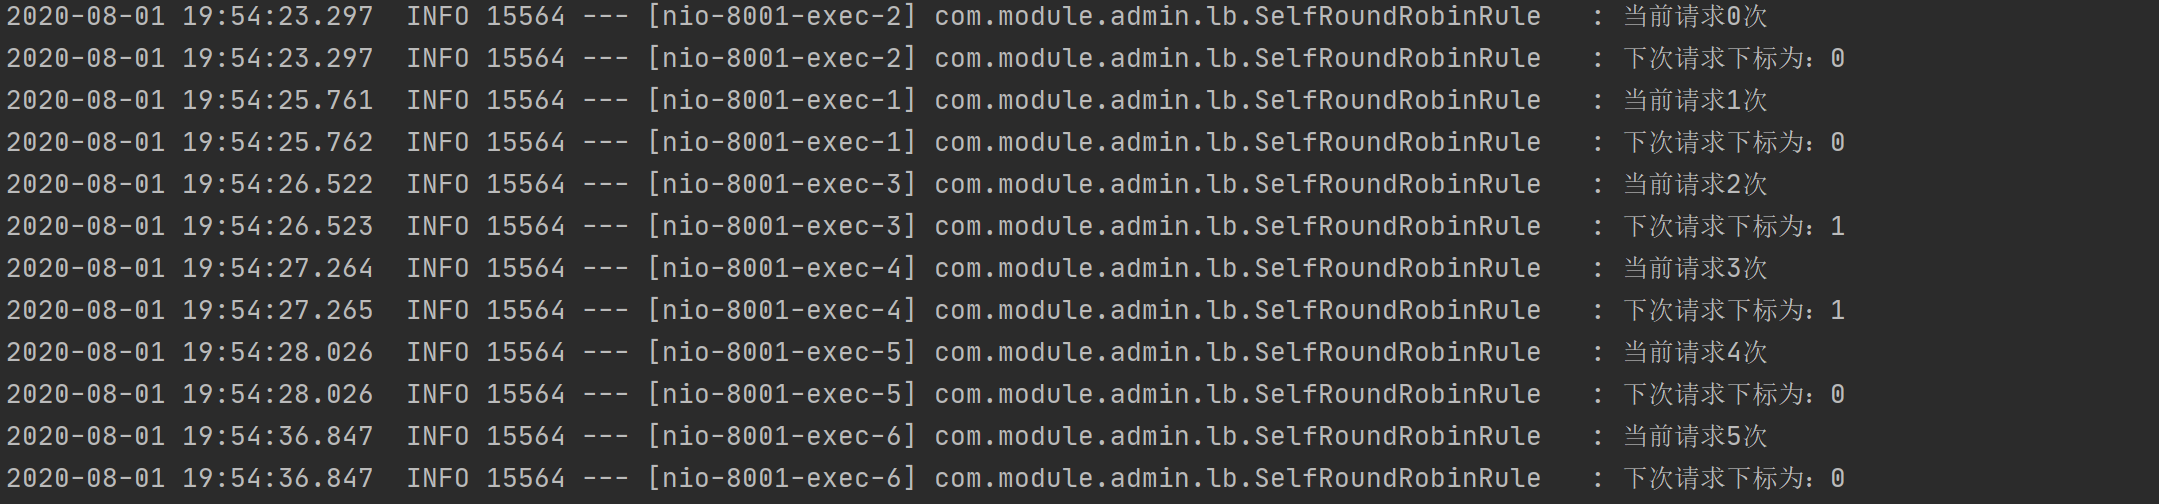 2020-08-01 19:54:23.297  INFO 15564 --- [nio-8001-exec-2] com.module.admin.lb.SelfRoundRobinRule   : 当前请求0次
2020-08-01 19:54:23.297  INFO 15564 --- [nio-8001-exec-2] com.module.admin.lb.SelfRoundRobinRule   : 下次请求下标为：0
2020-08-01 19:54:25.761  INFO 15564 --- [nio-8001-exec-1] com.module.admin.lb.SelfRoundRobinRule   : 当前请求1次
2020-08-01 19:54:25.762  INFO 15564 --- [nio-8001-exec-1] com.module.admin.lb.SelfRoundRobinRule   : 下次请求下标为：0
2020-08-01 19:54:26.522  INFO 15564 --- [nio-8001-exec-3] com.module.admin.lb.SelfRoundRobinRule   : 当前请求2次
2020-08-01 19:54:26.523  INFO 15564 --- [nio-8001-exec-3] com.module.admin.lb.SelfRoundRobinRule   : 下次请求下标为：1
2020-08-01 19:54:27.264  INFO 15564 --- [nio-8001-exec-4] com.module.admin.lb.SelfRoundRobinRule   : 当前请求3次
2020-08-01 19:54:27.265  INFO 15564 --- [nio-8001-exec-4] com.module.admin.lb.SelfRoundRobinRule   : 下次请求下标为：1
2020-08-01 19:54:28.026  INFO 15564 --- [nio-8001-exec-5] com.module.admin.lb.SelfRoundRobinRule   : 当前请求4次
2020-08-01 19:54:28.026  INFO 15564 --- [nio-8001-exec-5] com.module.admin.lb.SelfRoundRobinRule   : 下次请求下标为：0
2020-08-01 19:54:36.847  INFO 15564 --- [nio-8001-exec-6] com.module.admin.lb.SelfRoundRobinRule   : 当前请求5次
2020-08-01 19:54:36.847  INFO 15564 --- [nio-8001-exec-6] com.module.admin.lb.SelfRoundRobinRule   : 下次请求下标为：0